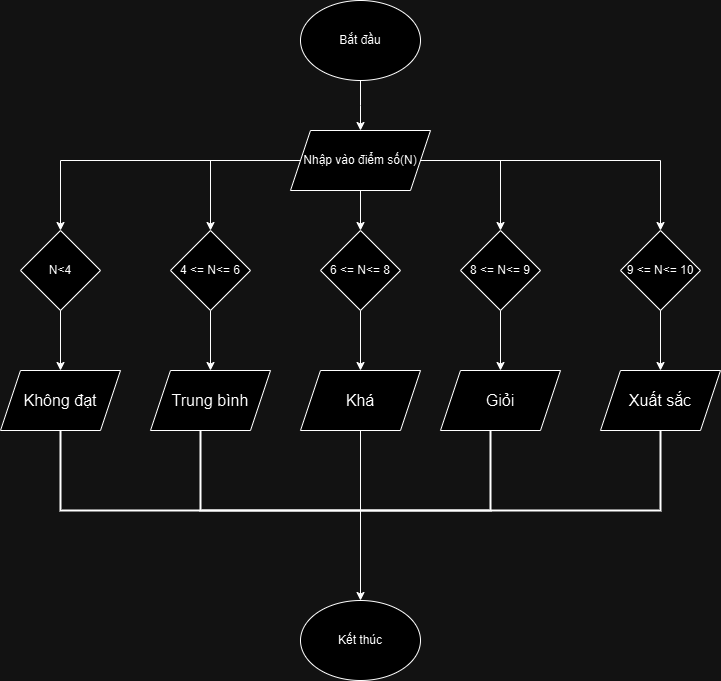 Bắt đầu
Nhập vào điểm số(N)
N<4
4 <= N<= 6
6 <= N<= 8
8 <= N<= 9
9 <= N<= 10
Không đạt
Trung bình
Khá
Giỏi
Xuất sắc
Kết thúc